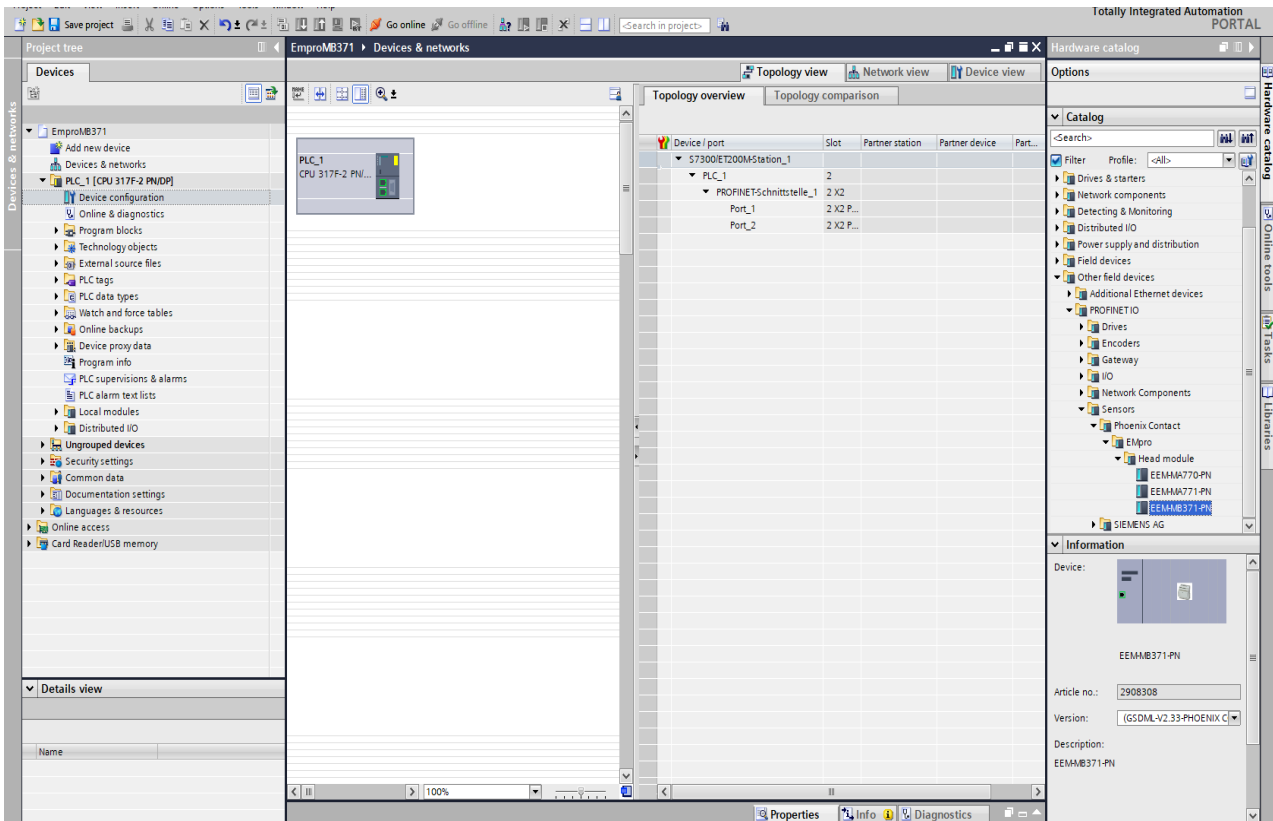 Totally Integrated Automation
PORTAL
Save project
Go online
Go offline
<Search in project>
Project tree
EmproMB371
Devices & networks
Hardware catalog
Devices
Topology view
Network view
Device view
Options
Topology overview
Topology comparison
Catalog
<Search>
Filter
Profile:
<All>
EmproMB371
Add new device
Devices & networks
PLC_1 [CPU 317F-2 PN/DP]
Device configuration
Online & diagnostics
Program blocks
Technology objects
External source files
PLC tags
PLC data types
Watch and force tables
Online backups
Device proxy data
Program info
PLC supervisions & alarms
PLC alarm text lists
Local modules
Distributed I/O
Ungrouped devices
Security settings
Common data
Documentation settings
Languages & resources
Online access
Card Reader/USB memory
PLC_1
CPU 317F-2 PN/...
Device / port
Slot
Partner station
Partner device
Part...
S7300/ET200M-Station_1
PLC_1
2
PROFINET-Schnittstelle_1
2 X2
Port_1
2 X2 P...
Port_2
2 X2 P...
Drives & starters
Network components
Detecting & Monitoring
Distributed I/O
Power supply and distribution
Field devices
Other field devices
Additional Ethernet devices
PROFINET IO
Drives
Encoders
Gateway
I/O
Network Components
Sensors
Phoenix Contact
EMpro
Head module
EEM-MA770-PN
EEM-MA771-PN
EEM-MB371-PN
SIEMENS AG
Information
Device:
EEM-MB371-PN
Article no.:
2908308
Version:
(GSDML-V2.33-PHOENIX C
Description:
EEM-MB371-PN
Details view
Name
100%
Properties
Info
Diagnostics
Devices & networks
Hardware catalog
Online tools
Tasks
Libraries